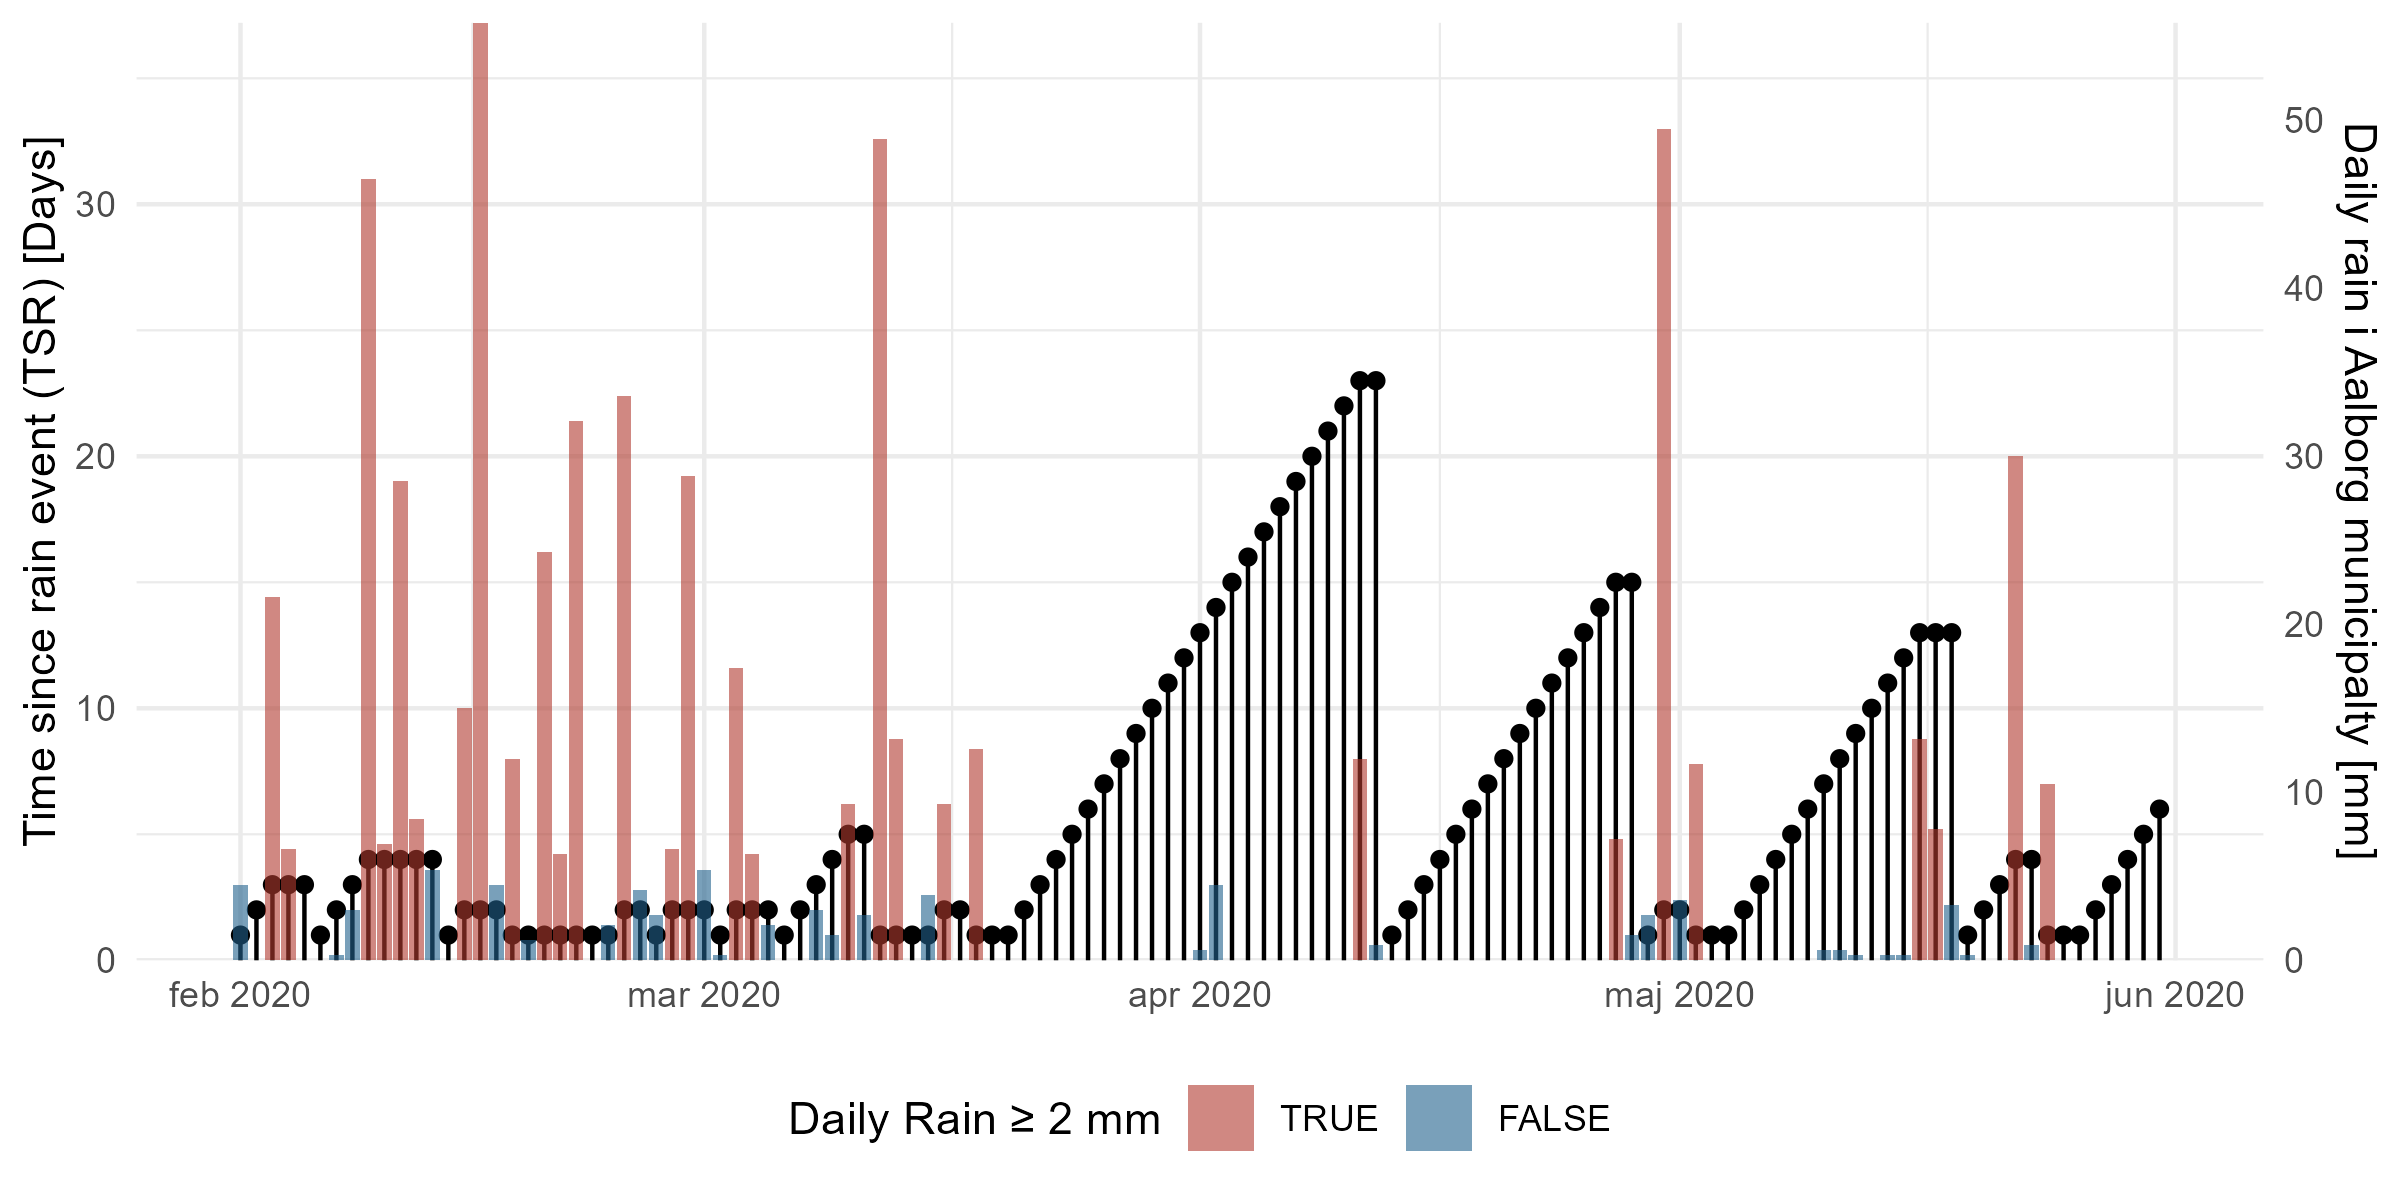 Time since rain event (TSR) [Days]
30
20
10
0
50
40
30
20
10
0
Daily rain i Aalborg municipalty [mm]
feb 2020
mar 2020
apr 2020
maj 2020
jun 2020
Daily Rain ≥ 2 mm
TRUE
FALSE